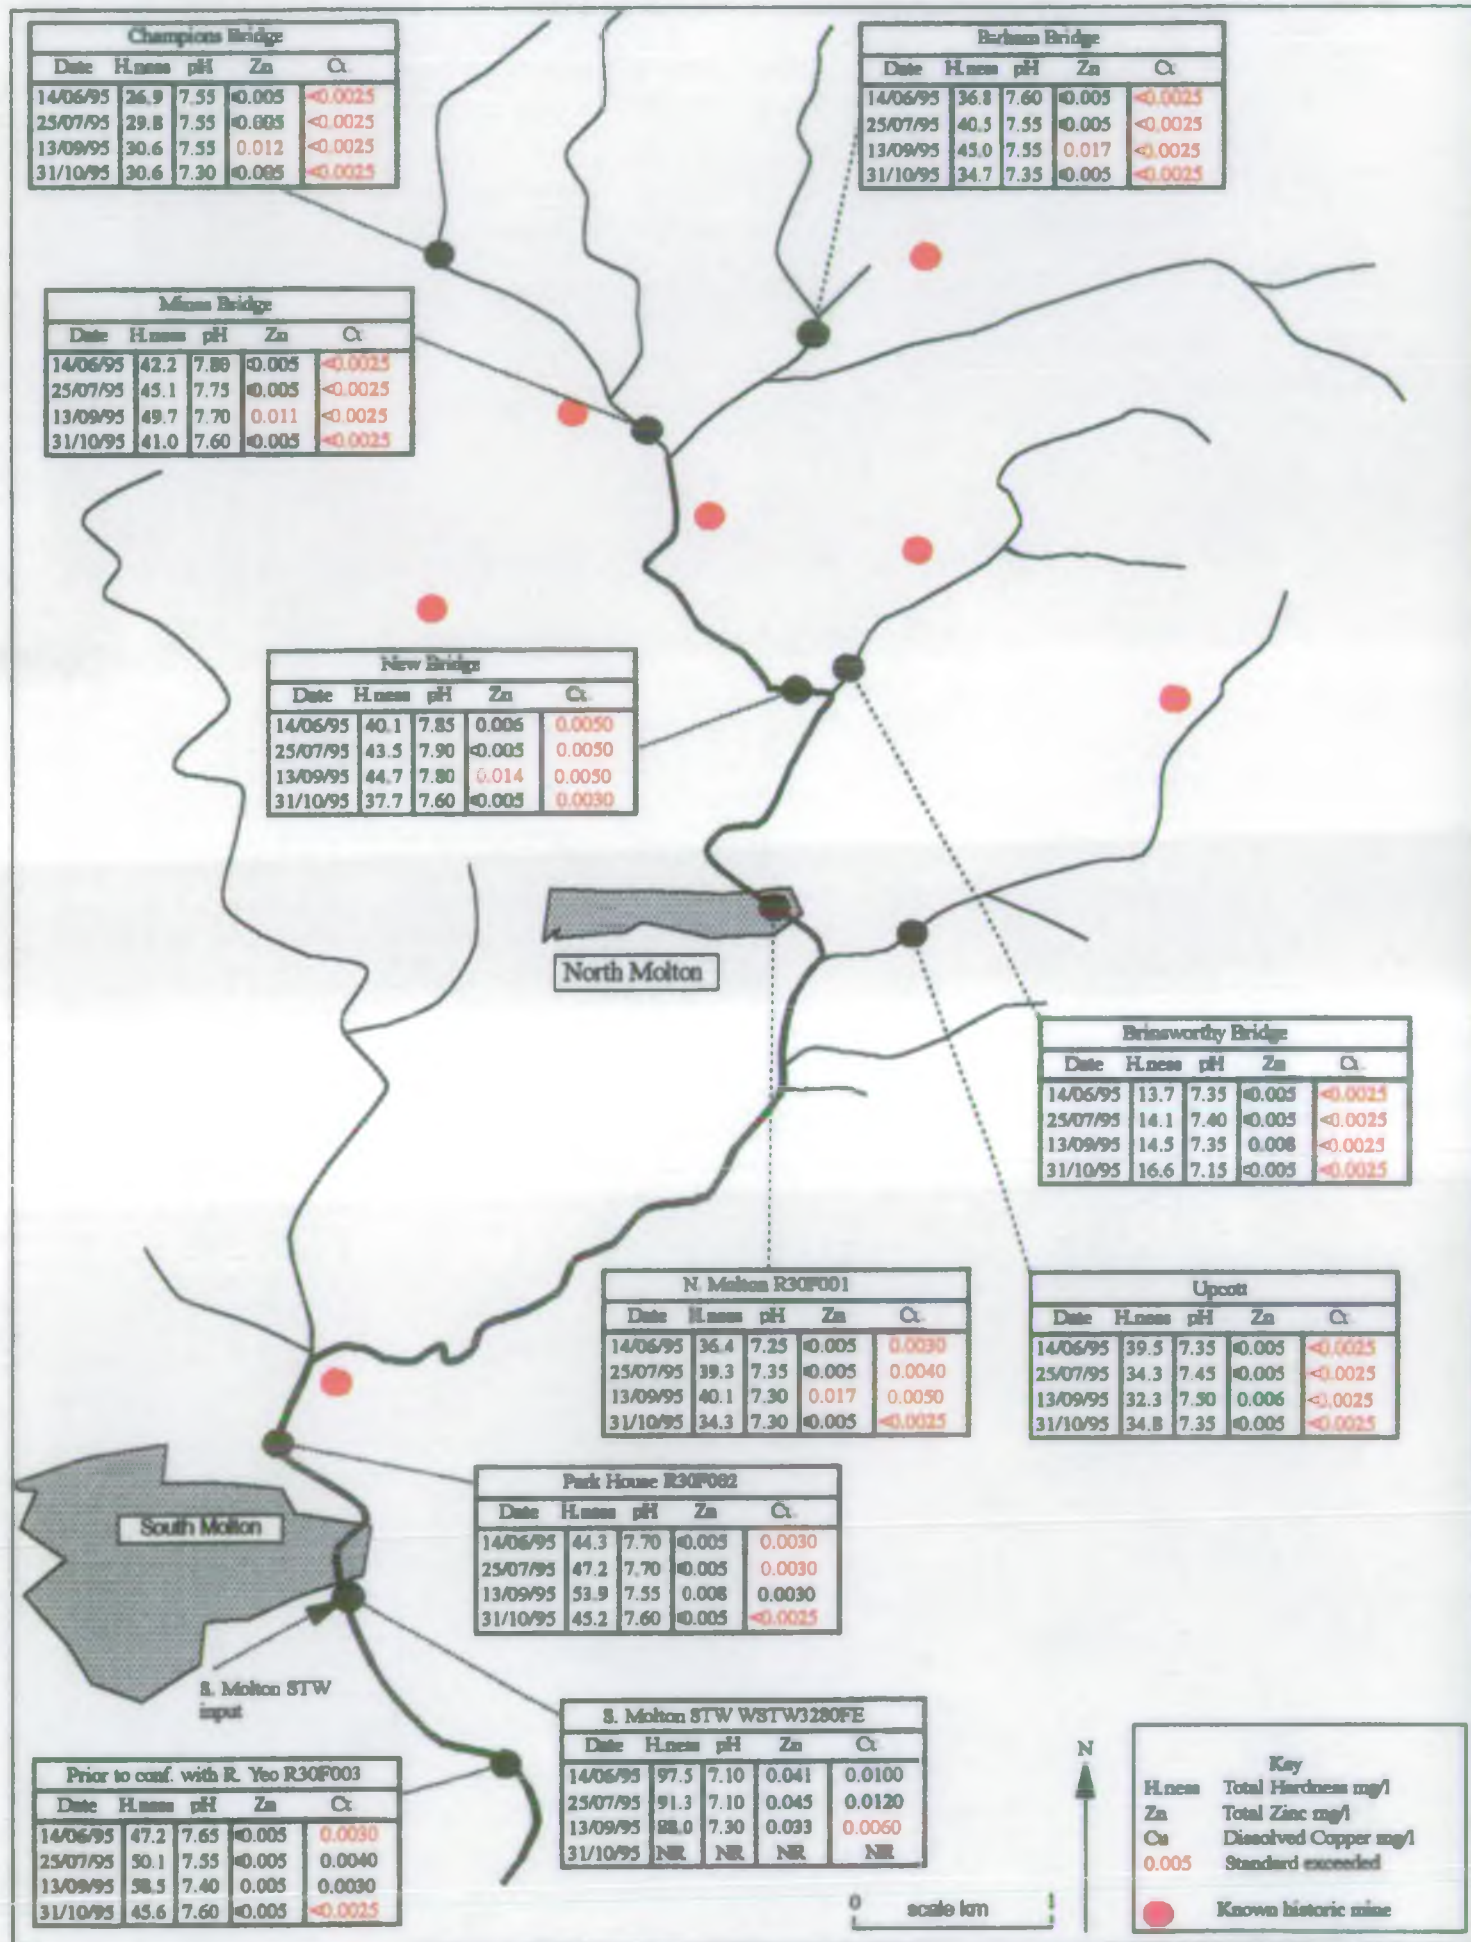 Champions Bridge
Date H.ness pH Zn Cu
14/06/95 26.9 7.55 <0.005 <0.0025
25/07/95 29.8 7.55 <0.005 <0.0025
13/09/95 30.6 7.55 0.012 <0.0025
31/10/95 30.6 7.30 <0.005 <0.0025
Barham Bridge
Date H.ness pH Zn Cu
14/06/95 36.8 7.60 <0.005 <0.0025
25/07/95 40.5 7.55 <0.005 <0.0025
13/09/95 45.0 7.55 0.017 <0.0025
31/10/95 34.7 7.35 <0.005 <0.0025
Mines Bridge
Date H.ness pH Zn Cu
14/06/95 42.2 7.80 <0.005 <0.0025
25/07/95 45.1 7.75 <0.005 <0.0025
13/09/95 49.7 7.70 0.011 <0.0025
31/10/95 41.0 7.60 <0.005 <0.0025
New Bridge
Date H.ness pH Zn Cu
14/06/95 40.1 7.85 0.006 0.0050
25/07/95 43.5 7.90 <0.005 0.0050
13/09/95 44.7 7.80 0.014 0.0050
31/10/95 37.7 7.60 <0.005 0.0030
North Molton
Brinsworthy Bridge
Date H.ness pH Zn Cu
14/06/95 13.7 7.35 <0.005 <0.0025
25/07/95 14.1 7.40 <0.005 <0.0025
13/09/95 14.5 7.35 0.008 <0.0025
31/10/95 16.6 7.15 <0.005 <0.0025
N. Molton R30F001
Date H.ness pH Zn Cu
14/06/95 36.4 7.25 <0.005 0.0030
25/07/95 39.3 7.35 <0.005 0.0040
13/09/95 40.1 7.30 0.017 0.0050
31/10/95 34.3 7.30 <0.005 <0.0025
Upcott
Date H.ness pH Zn Cu
14/06/95 39.5 7.35 <0.005 <0.0025
25/07/95 34.3 7.45 <0.005 <0.0025
13/09/95 32.3 7.50 0.006 <0.0025
31/10/95 34.8 7.35 <0.005 <0.0025
Park House R30F002
Date H.ness pH Zn Cu
14/06/95 44.3 7.70 <0.005 0.0030
25/07/95 47.2 7.70 <0.005 0.0030
13/09/95 53.9 7.55 0.008 0.0030
31/10/95 45.2 7.60 <0.005 <0.0025
South Molton
S. Molton STW
input
S. Molton STW WSTW3280FE
Date H.ness pH Zn Cu
14/06/95 97.5 7.10 0.041 0.0100
25/07/95 91.3 7.10 0.045 0.0120
13/09/95 88.0 7.30 0.033 0.0060
31/10/95 NR NR NR NR
Prior to conf. with R. Yeo R30F003
Date H.ness pH Zn Cu
14/06/95 47.2 7.65 <0.005 0.0030
25/07/95 50.1 7.55 <0.005 0.0040
13/09/95 58.5 7.40 0.005 0.0030
31/10/95 45.6 7.60 <0.005 <0.0025
0 scale km 1
N
Key
H.ness Total Hardness mg/l
Zn Total Zinc mg/l
Cu Dissolved Copper mg/l
0.005 Standard exceeded
Known historic mine